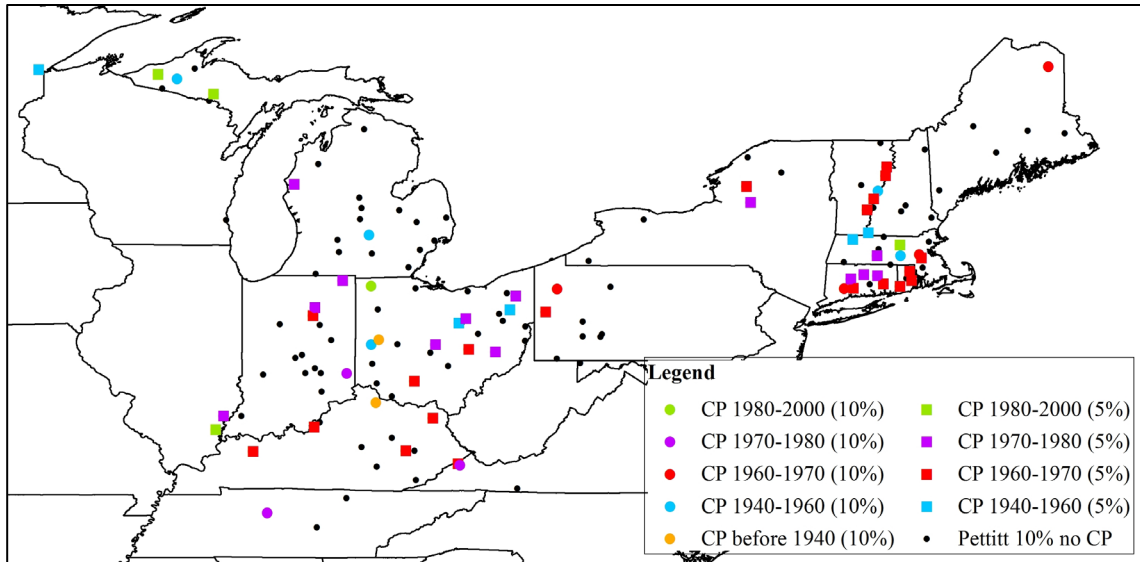 Legend
CP 1980-2000 (10%) CP 1980-2000 (5%)
CP 1970-1980 (10%) CP 1970-1980 (5%)
CP 1960-1970 (10%) CP 1960-1970 (5%)
CP 1940-1960 (10%) CP 1940-1960 (5%)
CP before 1940 (10%) Pettitt 10% no CP